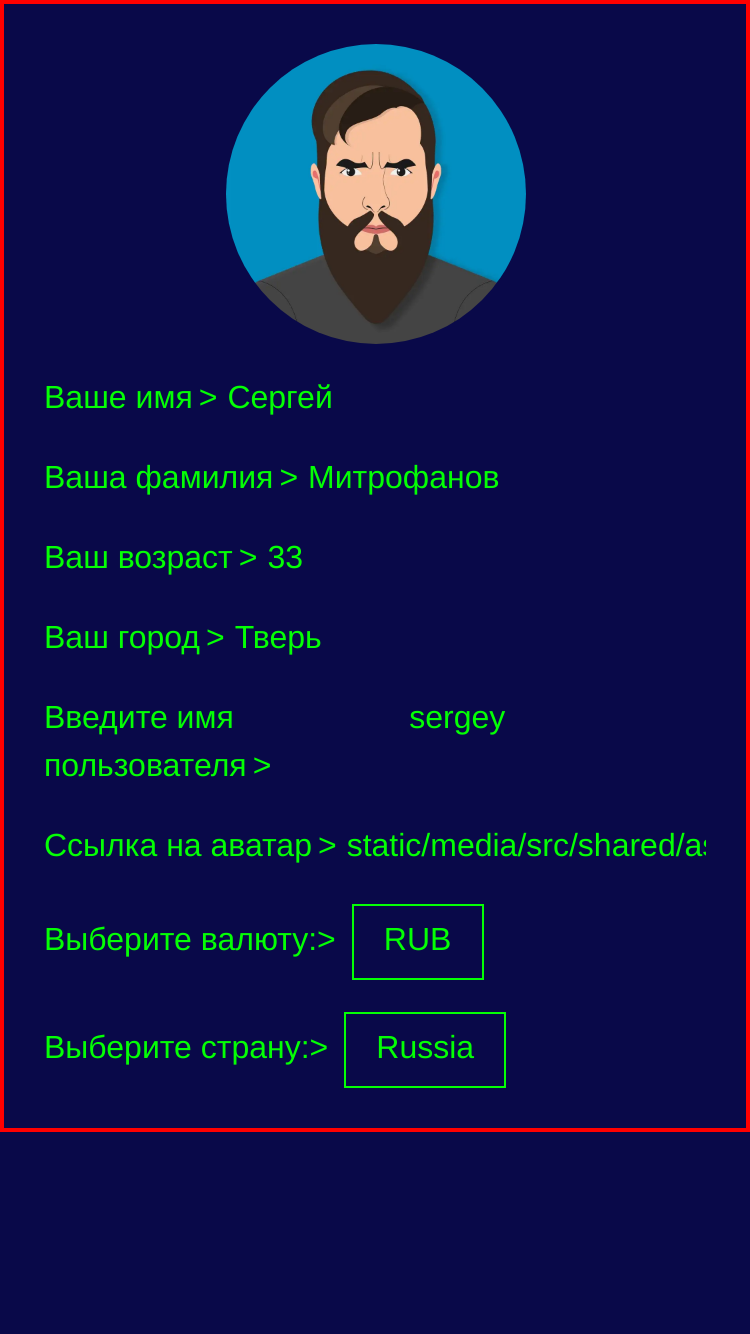 Ваше имя > Сергей
Ваша фамилия > Митрофанов
Ваш возраст > 33
Ваш город > Тверь
Введите имя sergey
пользователя >
Ссылка на аватар > static/media/src/shared/as
Выберите валюту:> RUB
Выберите страну:> Russia